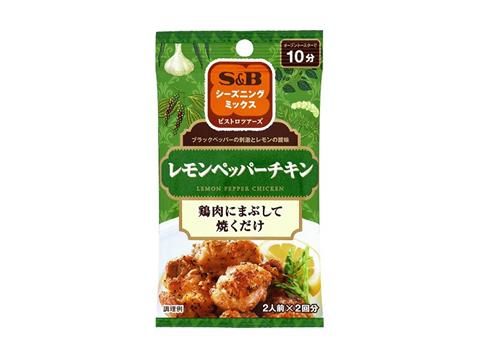 オーブントースターで
10分
S&B
シーズニング
ミックス
ビストロツアーズ
ブラックペッパーの刺激とレモンの酸味
レモンペッパーチキン
LEMON PEPPER CHICKEN
鶏肉にまぶして
焼くだけ
調理例
2人前×2回分